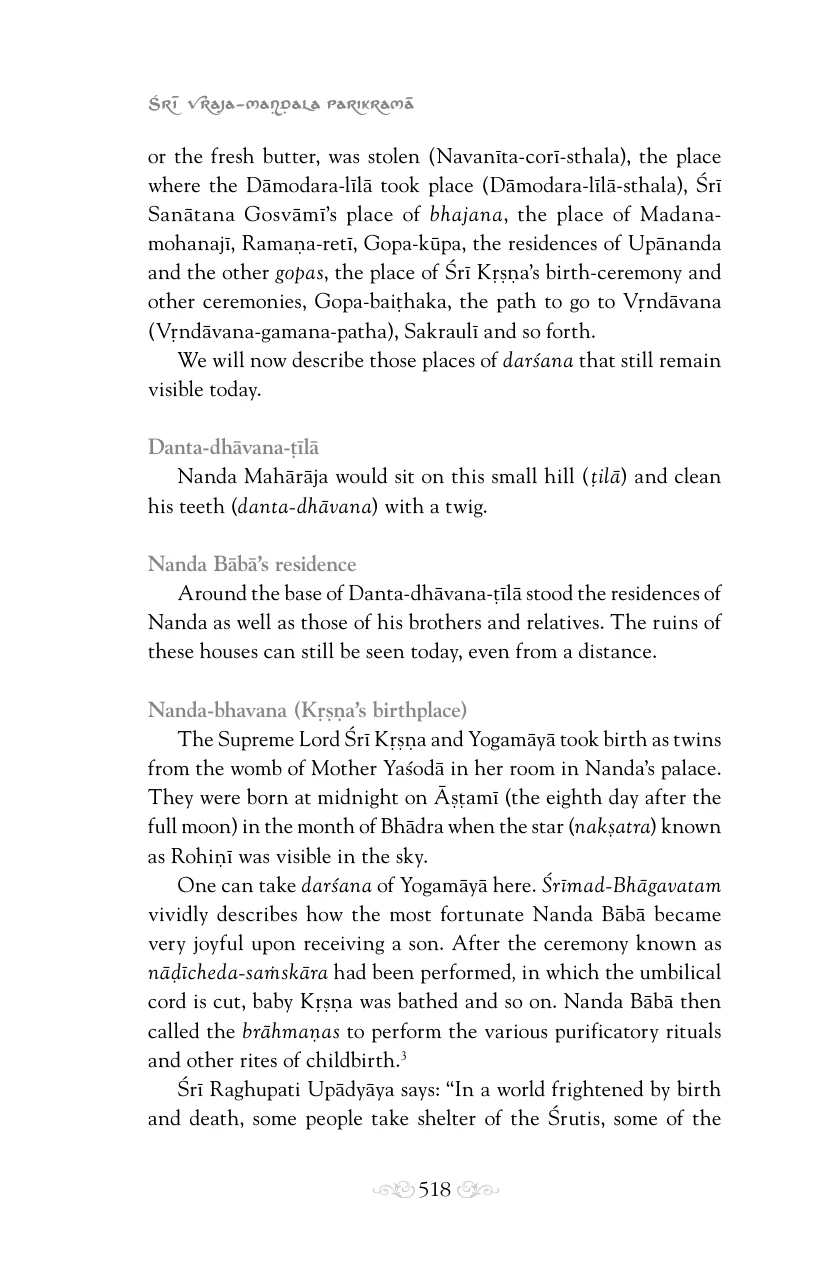 Śrī Vraja-maṇḍala Parikramā
or the fresh butter, was stolen (Navanīta-corī-sthala), the place
where the Dāmodara-līlā took place (Dāmodara-līlā-sthala), Śrī
Sanātana Gosvāmī’s place of bhajana, the place of Madana-
mohanajī, Ramaṇa-retī, Gopa-kūpa, the residences of Upānanda
and the other gopas, the place of Śrī Kṛṣṇa’s birth-ceremony and
other ceremonies, Gopa-baiṭhaka, the path to go to Vṛndāvana
(Vṛndāvana-gamana-patha), Sakraulī and so forth.
We will now describe those places of darśana that still remain
visible today.
Danta-dhāvana-ṭīlā
Nanda Mahārāja would sit on this small hill (ṭilā) and clean
his teeth (danta-dhāvana) with a twig.
Nanda Bābā’s residence
Around the base of Danta-dhāvana-ṭīlā stood the residences of
Nanda as well as those of his brothers and relatives. The ruins of
these houses can still be seen today, even from a distance.
Nanda-bhavana (Kṛṣṇa’s birthplace)
The Supreme Lord Śrī Kṛṣṇa and Yogamāyā took birth as twins
from the womb of Mother Yaśodā in her room in Nanda’s palace.
They were born at midnight on Āṣṭamī (the eighth day after the
full moon) in the month of Bhādra when the star (nakṣatra) known
as Rohiṇī was visible in the sky.
One can take darśana of Yogamāyā here. Śrīmad-Bhāgavatam
vividly describes how the most fortunate Nanda Bābā became
very joyful upon receiving a son. After the ceremony known as
nāḍīcheda-saṁskāra had been performed, in which the umbilical
cord is cut, baby Kṛṣṇa was bathed and so on. Nanda Bābā then
called the brāhmaṇas to perform the various purificatory rituals
and other rites of childbirth.³
Śrī Raghupati Upādyāya says: “In a world frightened by birth
and death, some people take shelter of the Śrutis, some of the
518